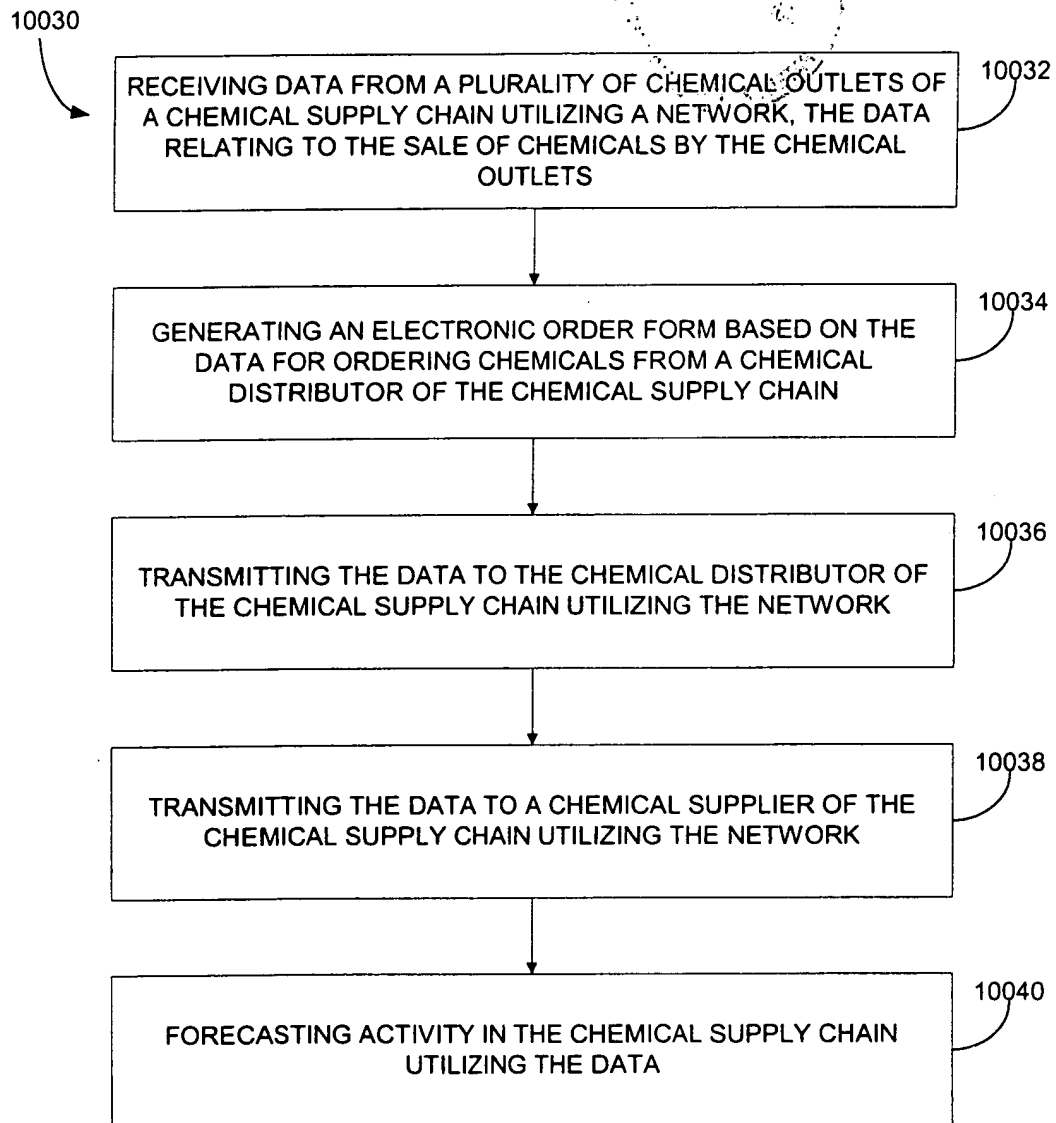 10030
RECEIVING DATA FROM A PLURALITY OF CHEMICAL OUTLETS OF
A CHEMICAL SUPPLY CHAIN UTILIZING A NETWORK, THE DATA
RELATING TO THE SALE OF CHEMICALS BY THE CHEMICAL
OUTLETS
10032
GENERATING AN ELECTRONIC ORDER FORM BASED ON THE
DATA FOR ORDERING CHEMICALS FROM A CHEMICAL
DISTRIBUTOR OF THE CHEMICAL SUPPLY CHAIN
10034
TRANSMITTING THE DATA TO THE CHEMICAL DISTRIBUTOR OF
THE CHEMICAL SUPPLY CHAIN UTILIZING THE NETWORK
10036
TRANSMITTING THE DATA TO A CHEMICAL SUPPLIER OF THE
CHEMICAL SUPPLY CHAIN UTILIZING THE NETWORK
10038
FORECASTING ACTIVITY IN THE CHEMICAL SUPPLY CHAIN
UTILIZING THE DATA
10040